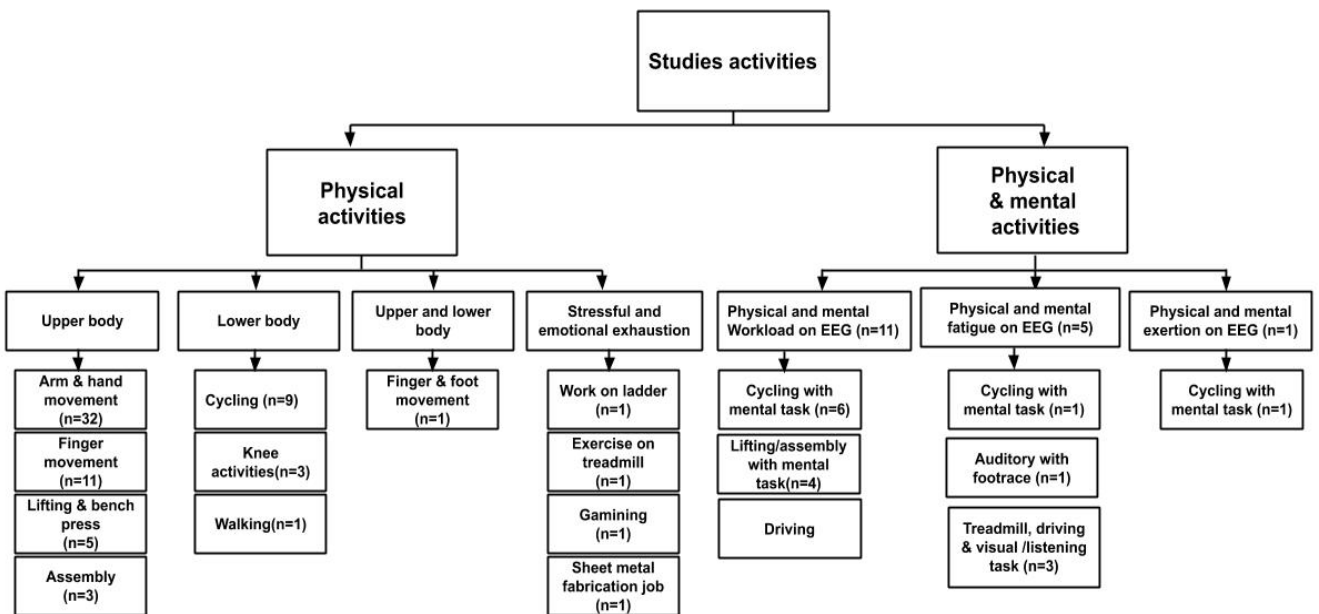 Studies activities
Physical
activities
Physical
& mental
activities
Upper body
Lower body
Upper and lower
body
Stressful and
emotional exhaustion
Physical and mental
Workload on EEG (n=11)
Physical and mental
fatigue on EEG (n=5)
Physical and mental
exertion on EEG (n=1)
Arm & hand
movement
(n=32)
Finger
movement
(n=11)
Lifting & bench
press
(n=5)
Assembly
(n=3)
Cycling (n=9)
Knee
activities(n=3)
Walking(n=1)
Finger & foot
movement
(n=1)
Work on ladder
(n=1)
Exercise on
treadmill
(n=1)
Gamining
(n=1)
Sheet metal
fabrication job
(n=1)
Cycling with
mental task (n=6)
Lifting/assembly
with mental
task(n=4)
Driving
Cycling with
mental task (n=1)
Auditory with
footrace (n=1)
Treadmill, driving
& visual /listening
task (n=3)
Cycling with
mental task (n=1)